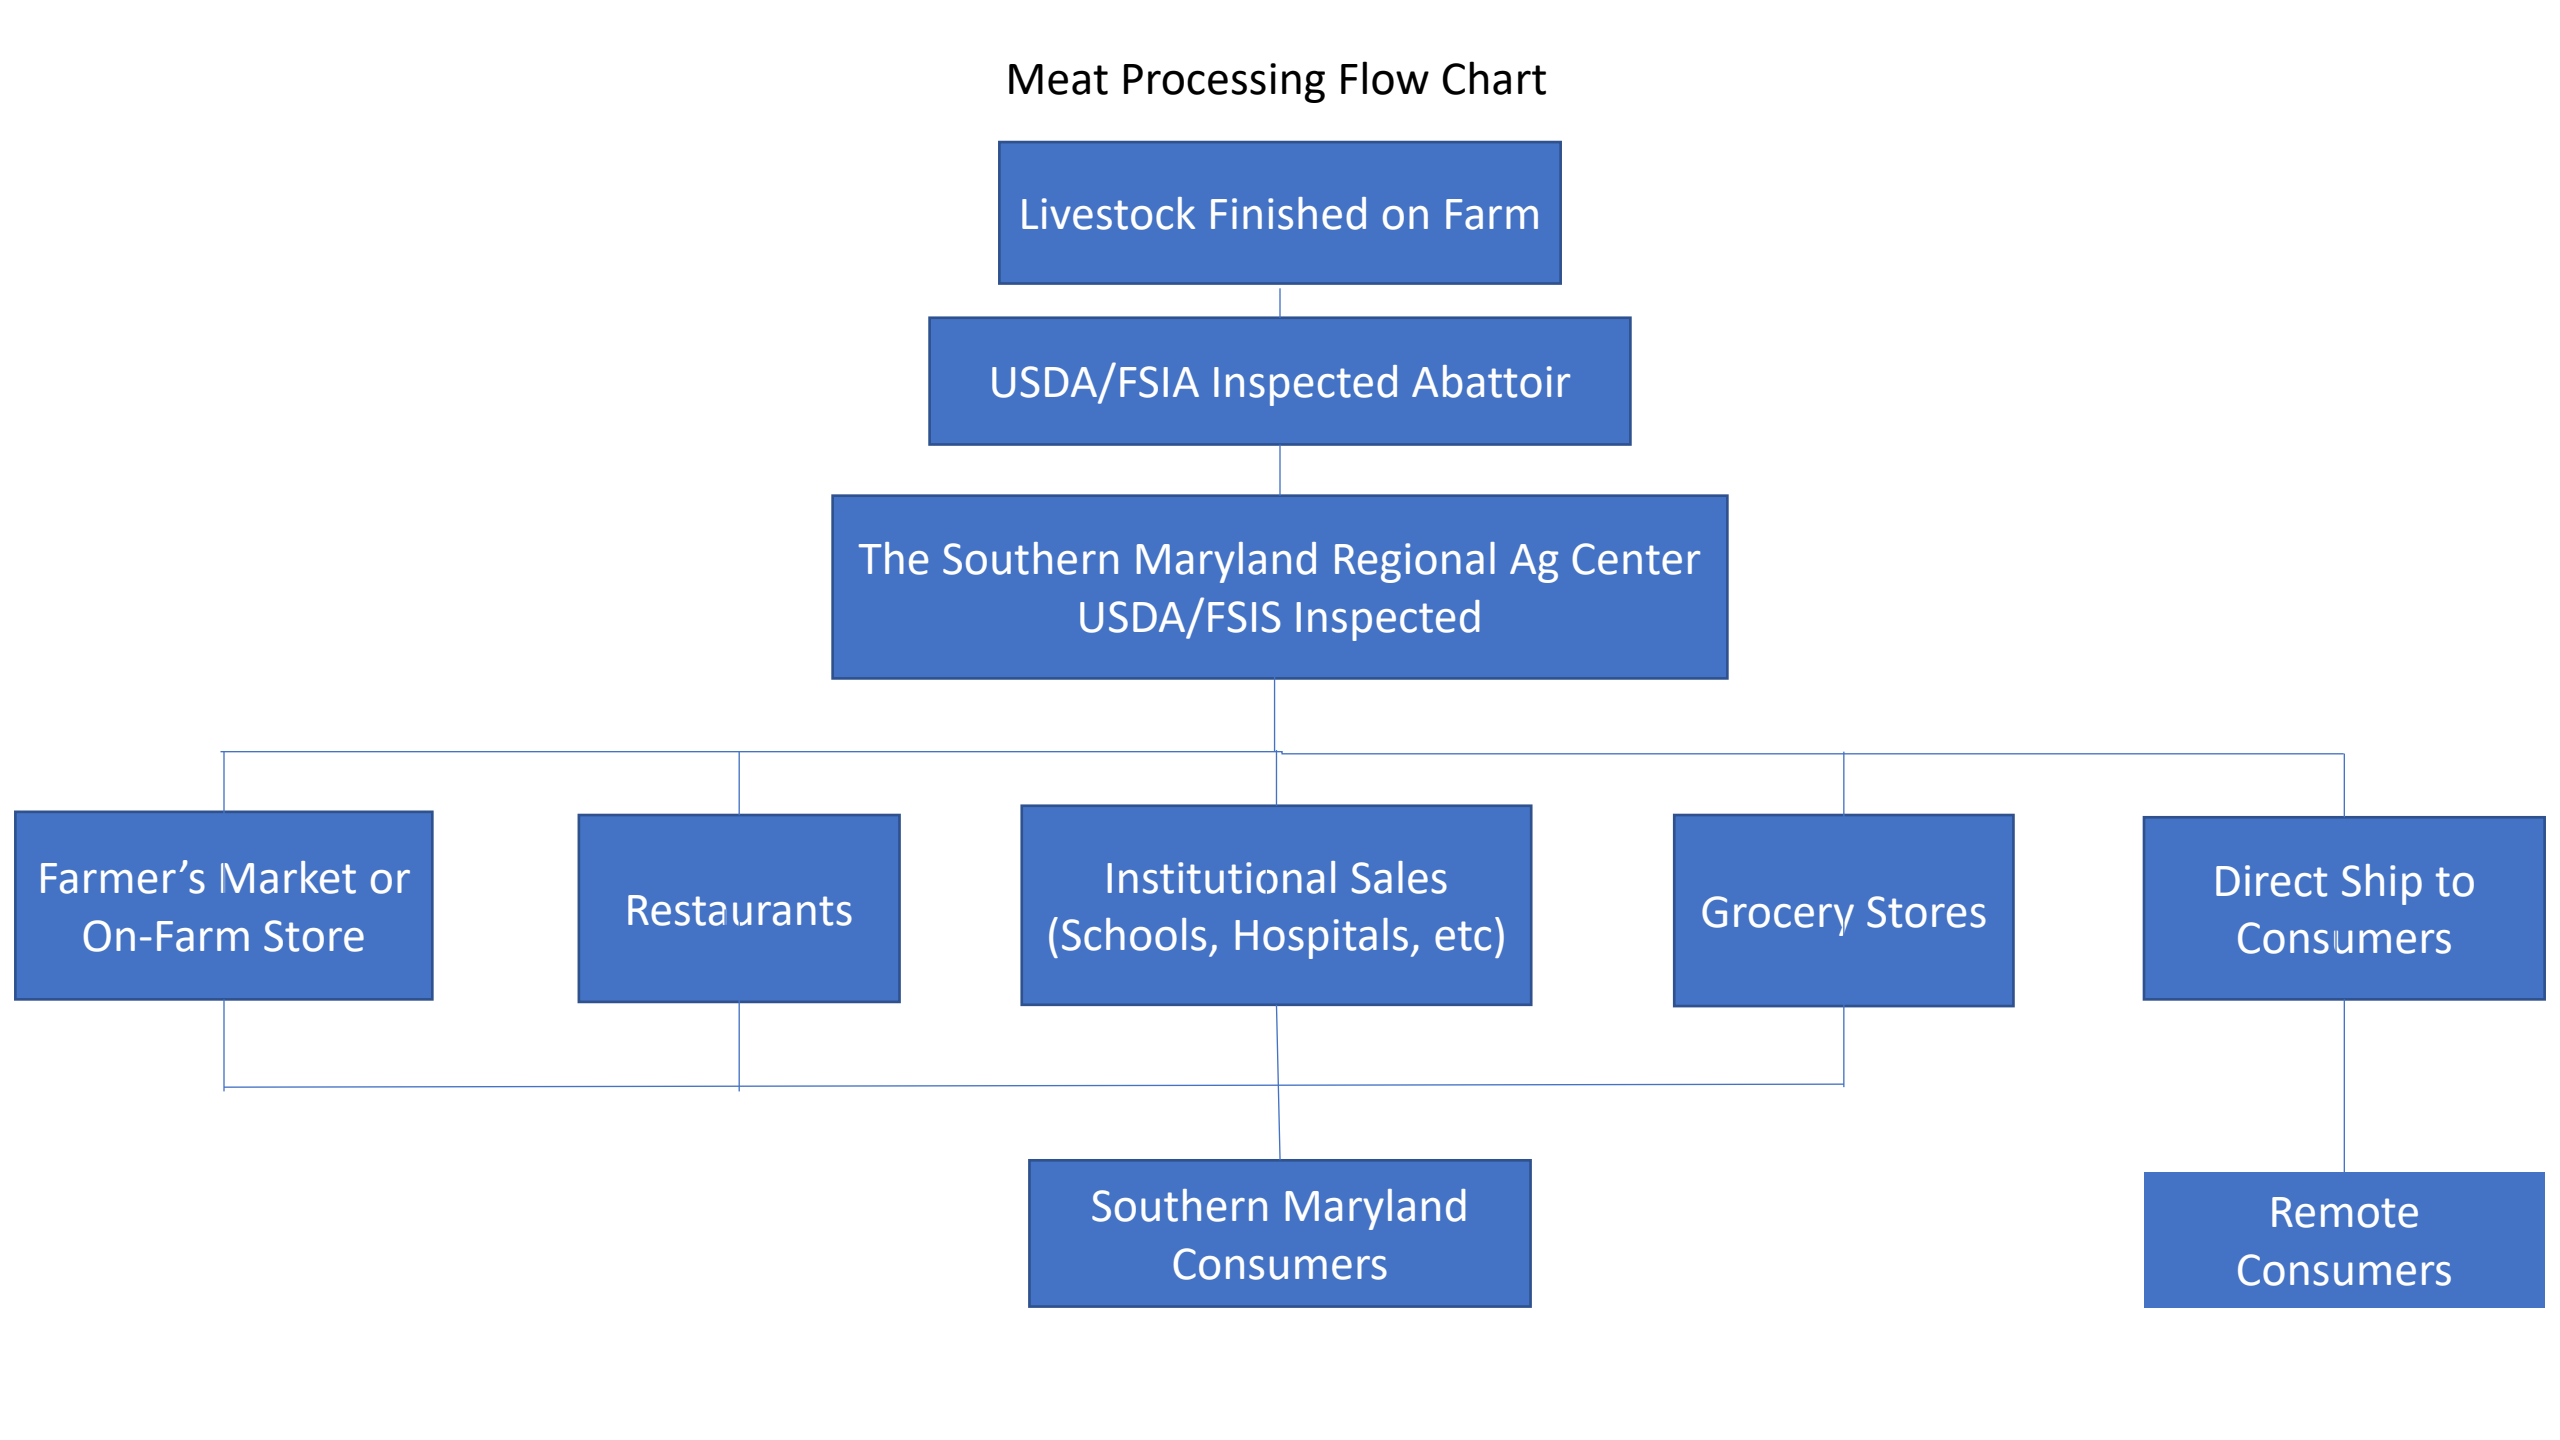 Meat Processing Flow Chart
Livestock Finished on Farm
USDA/FSIA Inspected Abattoir
The Southern Maryland Regional Ag Center
USDA/FSIS Inspected
Farmer’s Market or
On-Farm Store
Restaurants
Institutional Sales
(Schools, Hospitals, etc)
Grocery Stores
Direct Ship to
Consumers
Southern Maryland
Consumers
Remote
Consumers